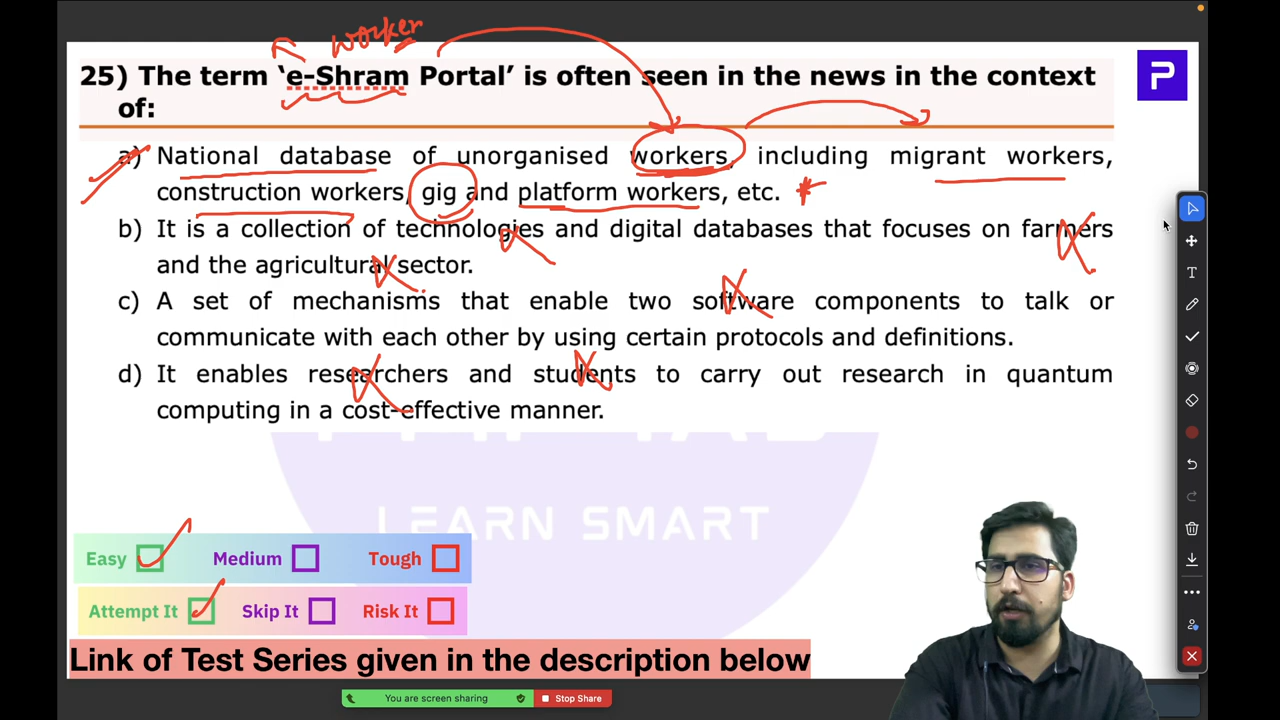 worker
25) The term ‘e-Shram Portal’ is often seen in the news in the context
of:
a) National database of unorganised workers, including migrant workers,
construction workers, gig and platform workers, etc.
b) It is a collection of technologies and digital databases that focuses on farmers
and the agricultural sector.
c) A set of mechanisms that enable two software components to talk or
communicate with each other by using certain protocols and definitions.
d) It enables researchers and students to carry out research in quantum
computing in a cost-effective manner.
LEARN SMART
Easy Medium Tough
Attempt It Skip It Risk It
Link of Test Series given in the description below
You are screen sharing Stop Share